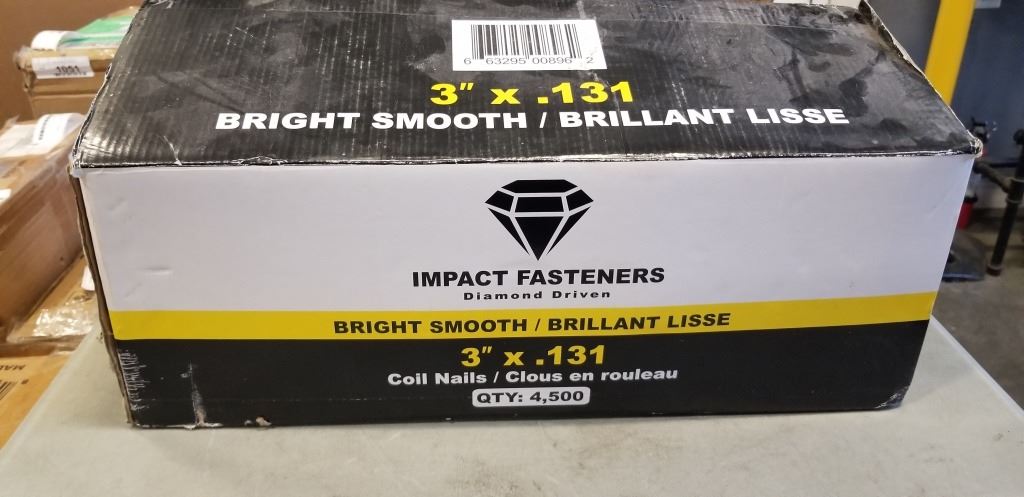 1951
6 63295 00896 2
3" x .131
BRIGHT SMOOTH / BRILLANT LISSE
IMPACT FASTENERS
Diamond Driven
BRIGHT SMOOTH / BRILLANT LISSE
3" x .131
Coil Nails / Clous en rouleau
QTY: 4,500